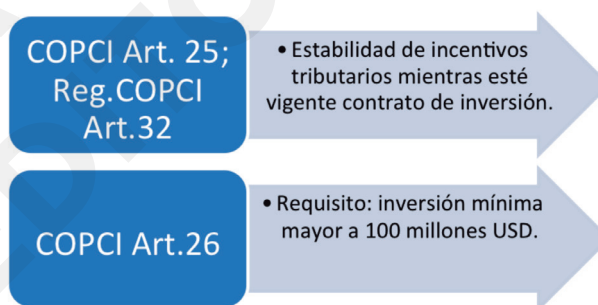 COPCI Art. 25;
Reg.COPCI
Art.32
• Estabilidad de incentivos
tributarios mientras esté
vigente contrato de inversión.
COPCI Art.26
• Requisito: inversión mínima
mayor a 100 millones USD.